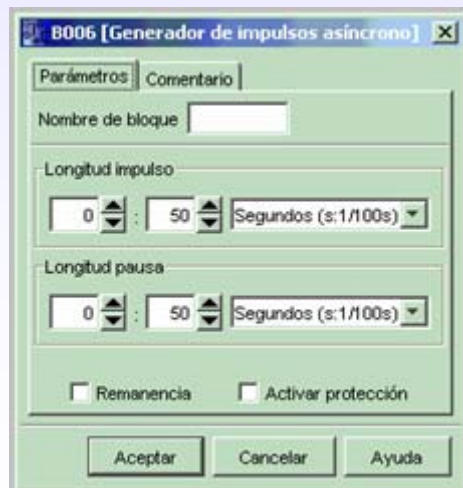 B006 [Generador de impulsos asíncrono]
Parámetros Comentario
Nombre de bloque
Longitud impulso
0 : 50 Segundos (s:1/100s)
Longitud pausa
0 : 50 Segundos (s:1/100s)
Remanencia Activar protección
Aceptar Cancelar Ayuda